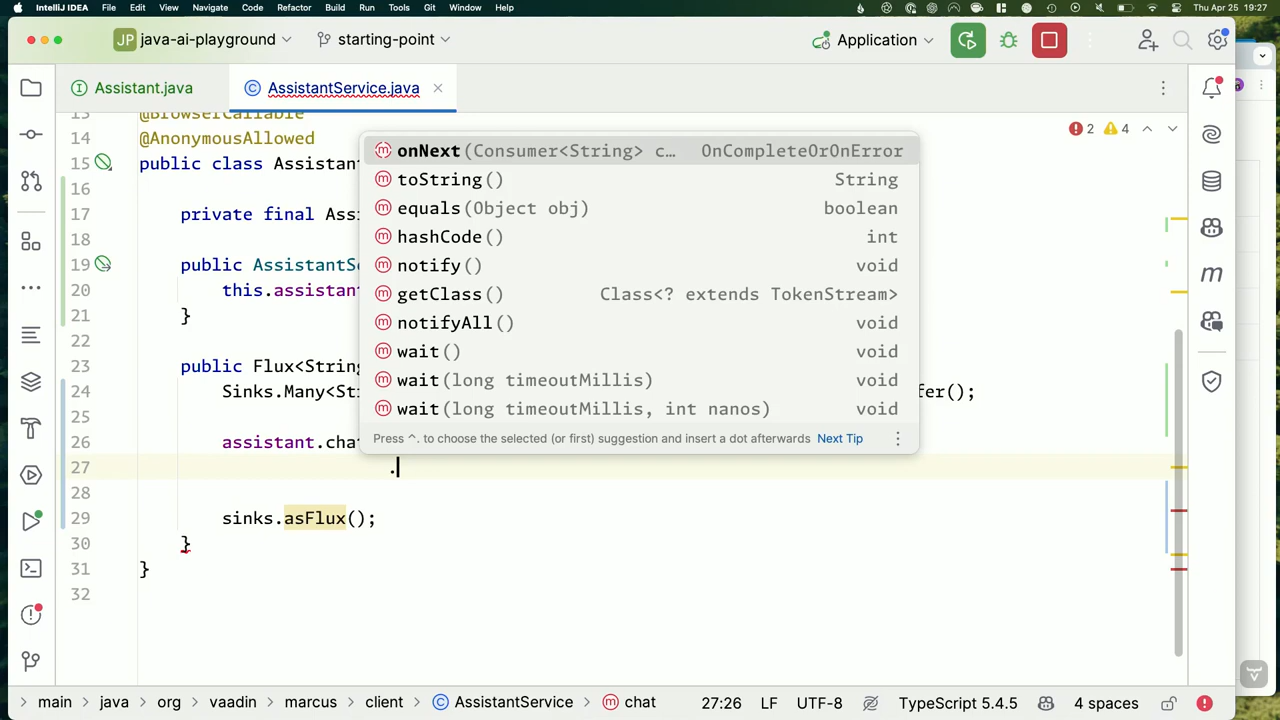 IntelliJ IDEA File Edit View Navigate Code Refactor Build Run Tools Git Window Help Thu Apr 25 19:27
JP java-ai-playground starting-point Application
Assistant.java AssistantService.java
13 @BrowserCallable
2 4
14 @AnonymousAllowed
15 public class Assistant
16
17 private final Ass
18
19 public AssistantSe
20 this.assistant
21 }
22
23 public Flux<String
24 Sinks.Many<St fer();
25
26 assistant.chat
27 .
28
29 sinks.asFlux();
30 }
31 }
32
onNext(Consumer<String> c… OnCompleteOrOnError
toString() String
equals(Object obj) boolean
hashCode() int
notify() void
getClass() Class<? extends TokenStream>
notifyAll() void
wait() void
wait(long timeoutMillis) void
wait(long timeoutMillis, int nanos) void
Press ^. to choose the selected (or first) suggestion and insert a dot afterwards Next Tip
m
main java org vaadin marcus client AssistantService chat 27:26 LF UTF-8 TypeScript 5.4.5 4 spaces